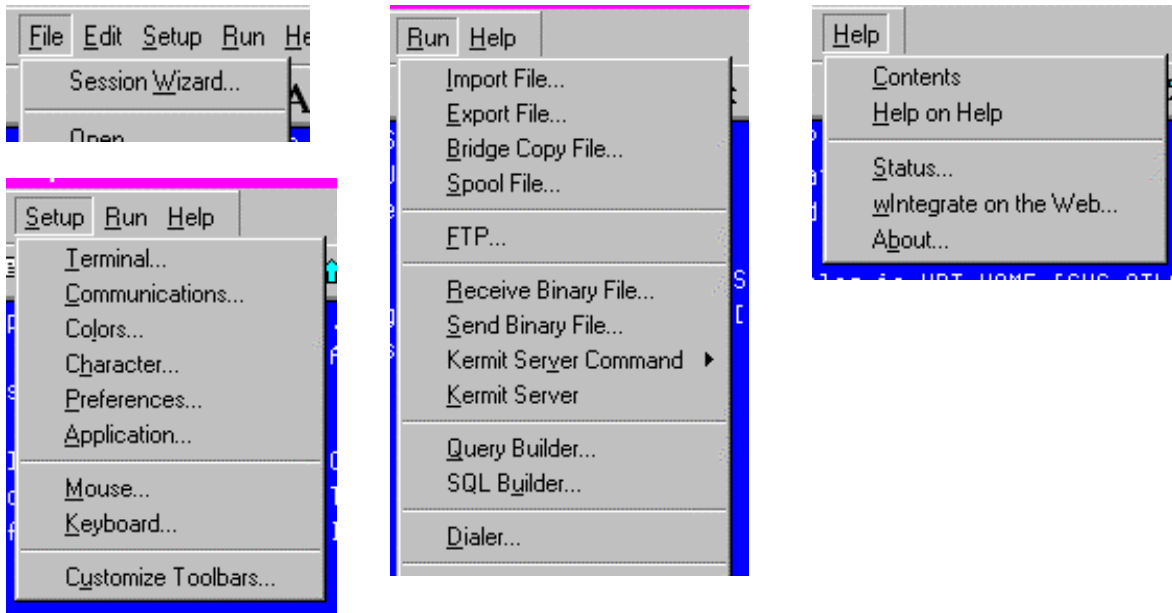 File Edit Setup Run
Session Wizard...
Open
Setup Run Help
Terminal...
Communications...
Colors...
Character...
Preferences...
Application...
Mouse...
Keyboard...
Customize Toolbars...
Run Help
Import File...
Export File...
Bridge Copy File...
Spool File...
FTP...
Receive Binary File...
Send Binary File...
Kermit Server Command
Kermit Server
Query Builder...
SQL Builder...
Dialer...
Help
Contents
Help on Help
Status...
wIntegrate on the Web...
About...